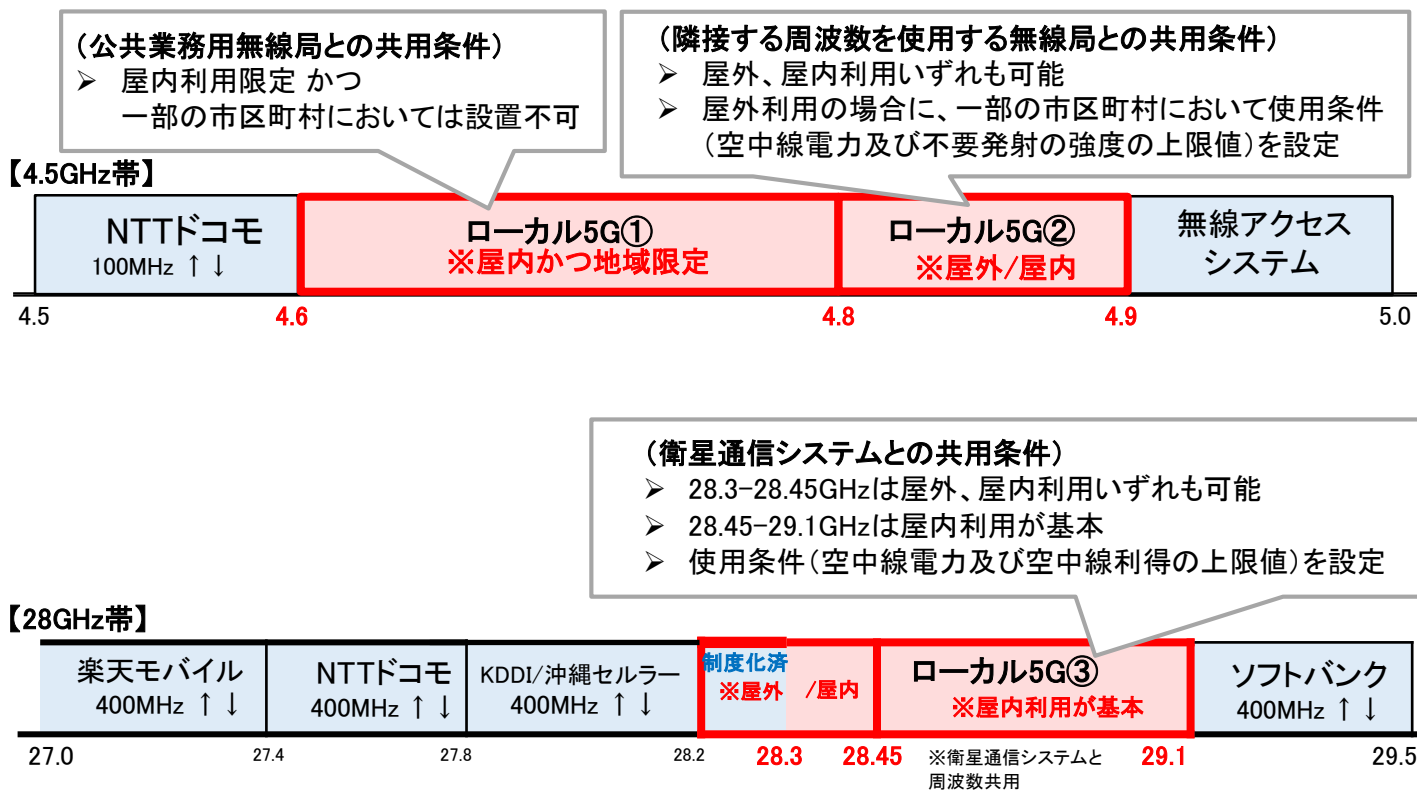 （公共業務用無線局との共用条件）
➢ 屋内利用限定 かつ
一部の市区町村においては設置不可
（隣接する周波数を使用する無線局との共用条件）
➢ 屋外、屋内利用いずれも可能
➢ 屋外利用の場合に、一部の市区町村において使用条件
（空中線電力及び不要発射の強度の上限値）を設定
【4.5GHz帯】
NTTドコモ
100MHz ↑ ↓
ローカル5G①
※屋内かつ地域限定
ローカル5G②
※屋外/屋内
無線アクセス
システム
4.5
4.6
4.8
4.9
5.0
（衛星通信システムとの共用条件）
➢ 28.3-28.45GHzは屋外、屋内利用いずれも可能
➢ 28.45-29.1GHzは屋内利用が基本
➢ 使用条件（空中線電力及び空中線利得の上限値）を設定
【28GHz帯】
楽天モバイル
400MHz ↑ ↓
NTTドコモ
400MHz ↑ ↓
KDDI/沖縄セルラー
400MHz ↑ ↓
制度化済
※屋外 /屋内
ローカル5G③
※屋内利用が基本
ソフトバンク
400MHz ↑ ↓
27.0
27.4
27.8
28.2
28.3
28.45
※衛星通信システムと
周波数共用
29.1
29.5